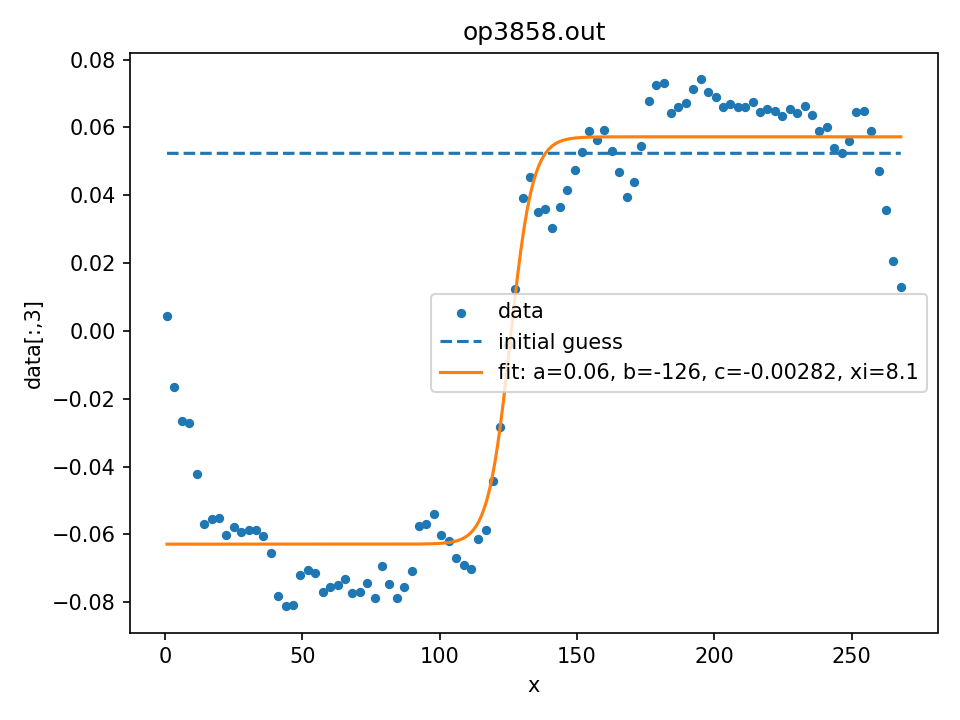 op3858.out
0.08
0.06
0.04
0.02
0.00
−0.02
−0.04
−0.06
−0.08
data[:,3]
data
initial guess
fit: a=0.06, b=-126, c=-0.00282, xi=8.1
0 50 100 150 200 250
x